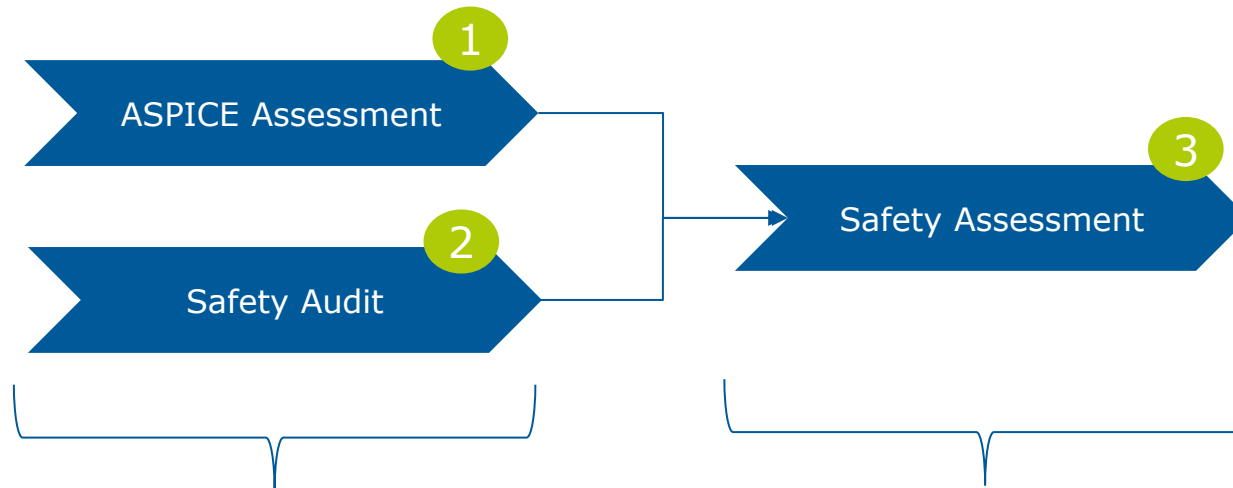 1
ASPICE Assessment
2
Safety Audit
3
Safety Assessment